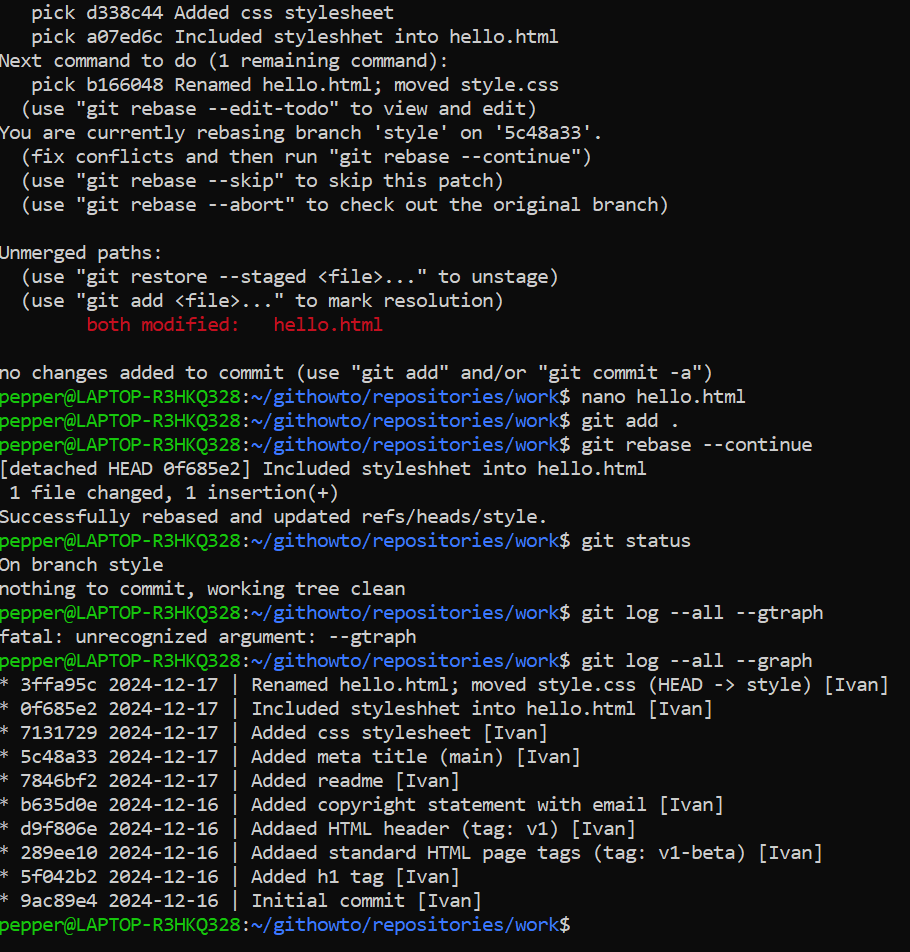 pick d338c44 Added css stylesheet
pick a07ed6c Included styleshhet into hello.html
Next command to do (1 remaining command):
pick b166048 Renamed hello.html; moved style.css
(use "git rebase --edit-todo" to view and edit)
You are currently rebasing branch 'style' on '5c48a33'.
(fix conflicts and then run "git rebase --continue")
(use "git rebase --skip" to skip this patch)
(use "git rebase --abort" to check out the original branch)
Unmerged paths:
(use "git restore --staged <file>..." to unstage)
(use "git add <file>..." to mark resolution)
both modified:   hello.html
no changes added to commit (use "git add" and/or "git commit -a")
pepper@LAPTOP-R3HKQ328:~/githowto/repositories/work$ nano hello.html
pepper@LAPTOP-R3HKQ328:~/githowto/repositories/work$ git add .
pepper@LAPTOP-R3HKQ328:~/githowto/repositories/work$ git rebase --continue
[detached HEAD 0f685e2] Included styleshhet into hello.html
1 file changed, 1 insertion(+)
Successfully rebased and updated refs/heads/style.
pepper@LAPTOP-R3HKQ328:~/githowto/repositories/work$ git status
On branch style
nothing to commit, working tree clean
pepper@LAPTOP-R3HKQ328:~/githowto/repositories/work$ git log --all --gtraph
fatal: unrecognized argument: --gtraph
pepper@LAPTOP-R3HKQ328:~/githowto/repositories/work$ git log --all --graph
* 3ffa95c 2024-12-17 | Renamed hello.html; moved style.css (HEAD -> style) [Ivan]
* 0f685e2 2024-12-17 | Included styleshhet into hello.html [Ivan]
* 7131729 2024-12-17 | Added css stylesheet [Ivan]
* 5c48a33 2024-12-17 | Added meta title (main) [Ivan]
* 7846bf2 2024-12-17 | Added readme [Ivan]
* b635d0e 2024-12-16 | Added copyright statement with email [Ivan]
* d9f806e 2024-12-16 | Addaed HTML header (tag: v1) [Ivan]
* 289ee10 2024-12-16 | Addaed standard HTML page tags (tag: v1-beta) [Ivan]
* 5f042b2 2024-12-16 | Added h1 tag [Ivan]
* 9ac89e4 2024-12-16 | Initial commit [Ivan]
pepper@LAPTOP-R3HKQ328:~/githowto/repositories/work$